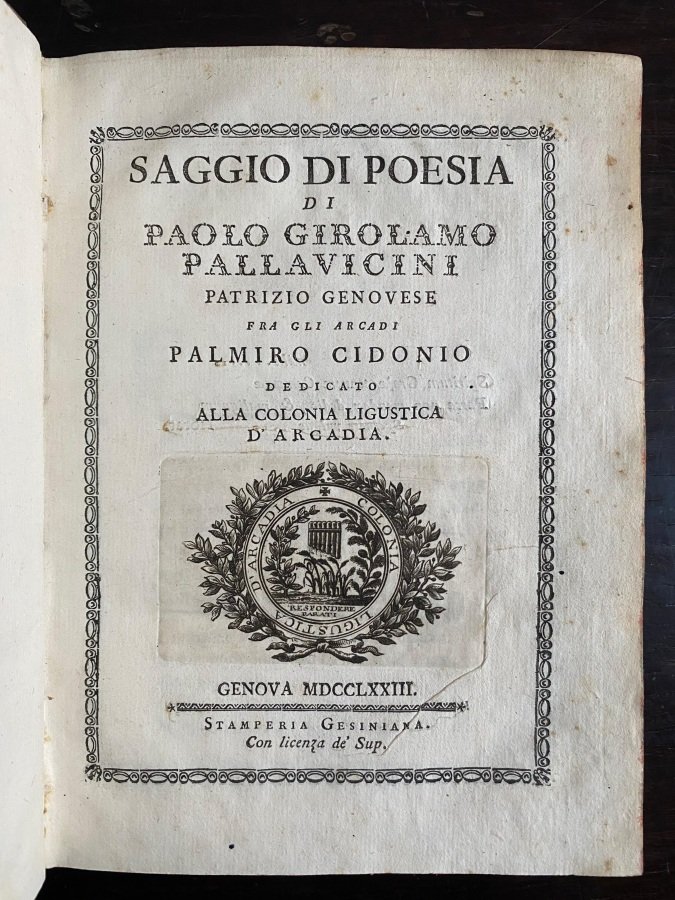 SAGGIO DI POESIA
DI
PAOLO GIROLAMO
PALLAVICINI
PATRIZIO GENOVESE
FRA GLI ARCADI
PALMIRO CIDONIO
DEDICATO
ALLA COLONIA LIGUSTICA
D'ARCADIA.
COLONIA LIGUSTICA D'ARCADIA
RESPONDERE
PARATI
GENOVA MDCCLXXIII.
STAMPERIA GESINIANA.
Con licenza de' Sup.